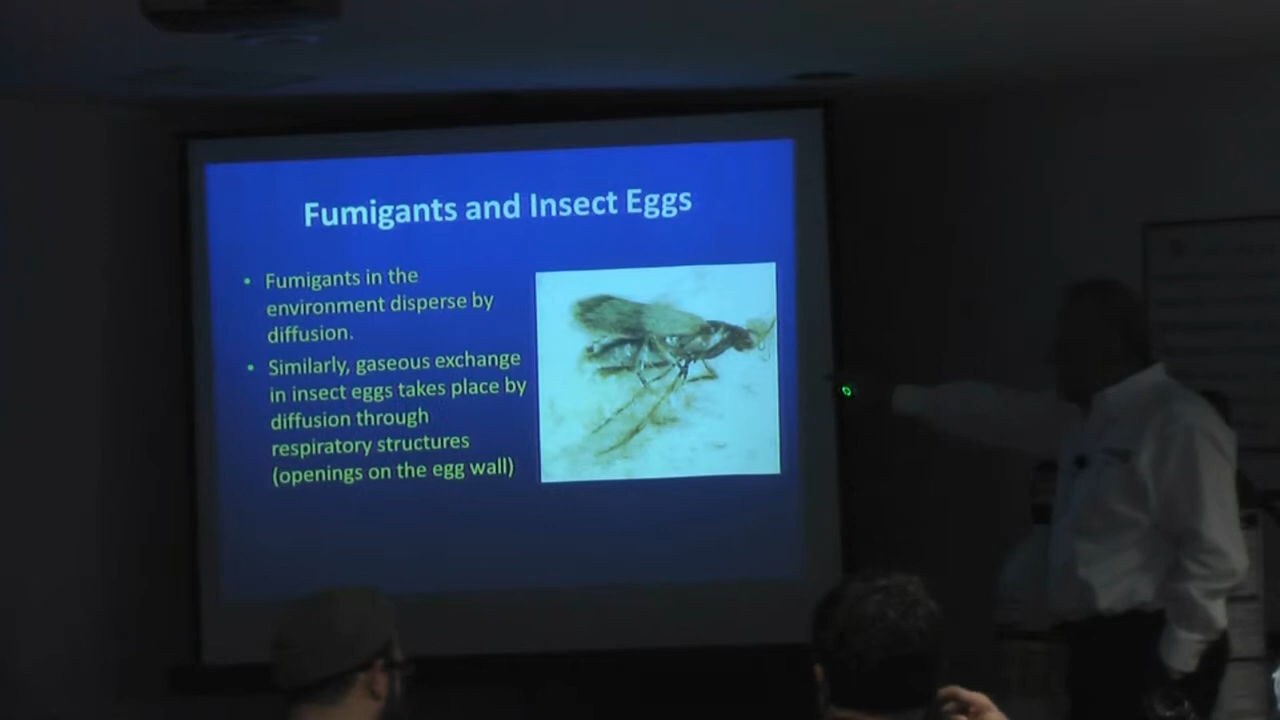 Fumigants and Insect Eggs
• Fumigants in the
environment disperse by
diffusion.
• Similarly, gaseous exchange
in insect eggs takes place by
diffusion through
respiratory structures
(openings on the egg wall)